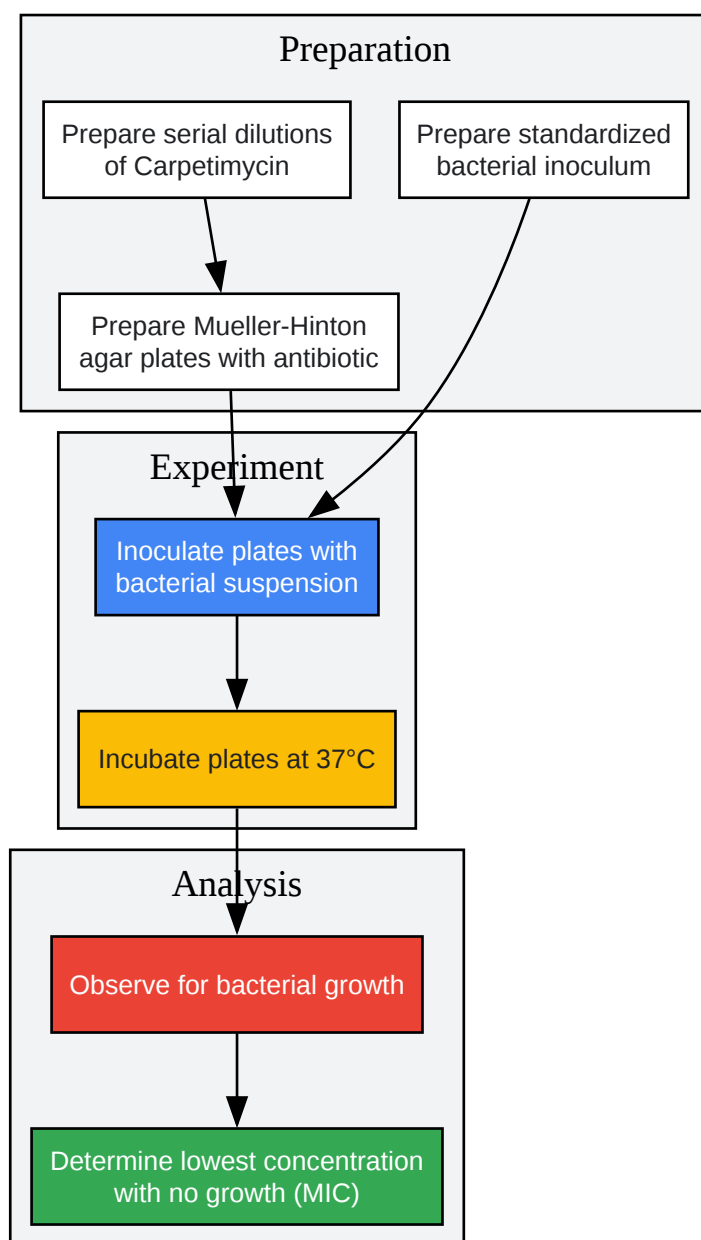 Preparation
Prepare serial dilutions
of Carpetimycin
Prepare standardized
bacterial inoculum
Prepare Mueller-Hinton
agar plates with antibiotic
Experiment
Inoculate plates with
bacterial suspension
Incubate plates at 37°C
Analysis
Observe for bacterial growth
Determine lowest concentration
with no growth (MIC)